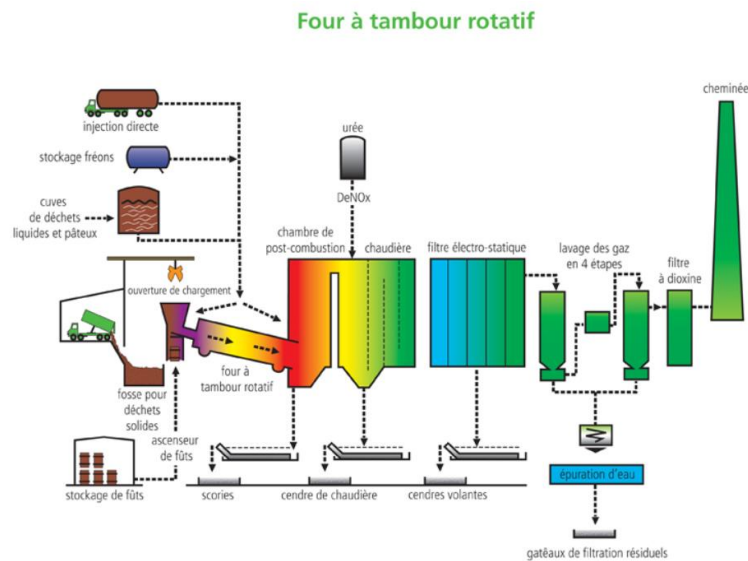 Four à tambour rotatif
cheminée
injection directe
urée
stockage fréons
DeNOx
cuves
de déchets
liquides et pâteux
chambre de
post-combustion
chaudière
filtre électro-statique
lavage des gaz
en 4 étapes
filtre
à dioxine
ouverture de chargement
four à
tambour rotatif
fosse pour
déchets
solides
ascenseur
de fûts
stockage de fûts
scories
cendre de chaudière
cendres volantes
épuration d'eau
gatêaux de filtration résiduels